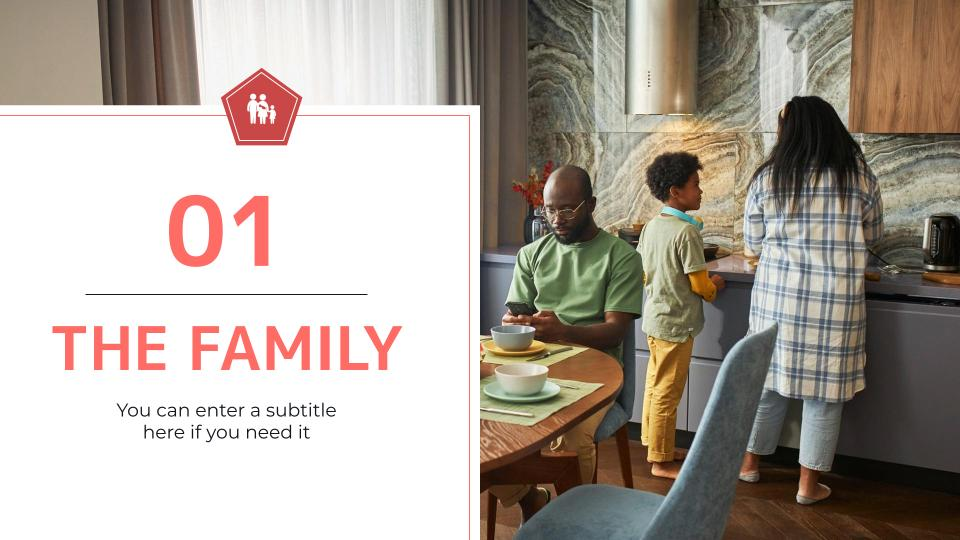 01
THE FAMILY
You can enter a subtitle
here if you need it